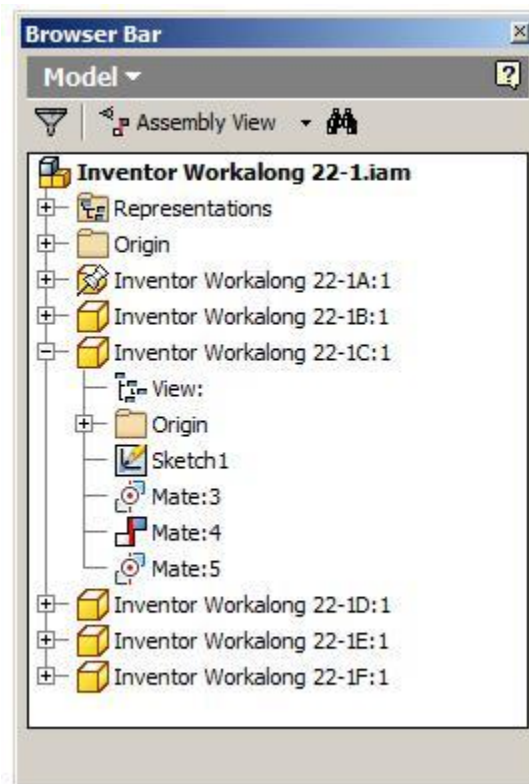 Browser Bar
Model
Assembly View
Inventor Workalong 22-1.iam
Representations
Origin
Inventor Workalong 22-1A:1
Inventor Workalong 22-1B:1
Inventor Workalong 22-1C:1
View:
Origin
Sketch1
Mate:3
Mate:4
Mate:5
Inventor Workalong 22-1D:1
Inventor Workalong 22-1E:1
Inventor Workalong 22-1F:1